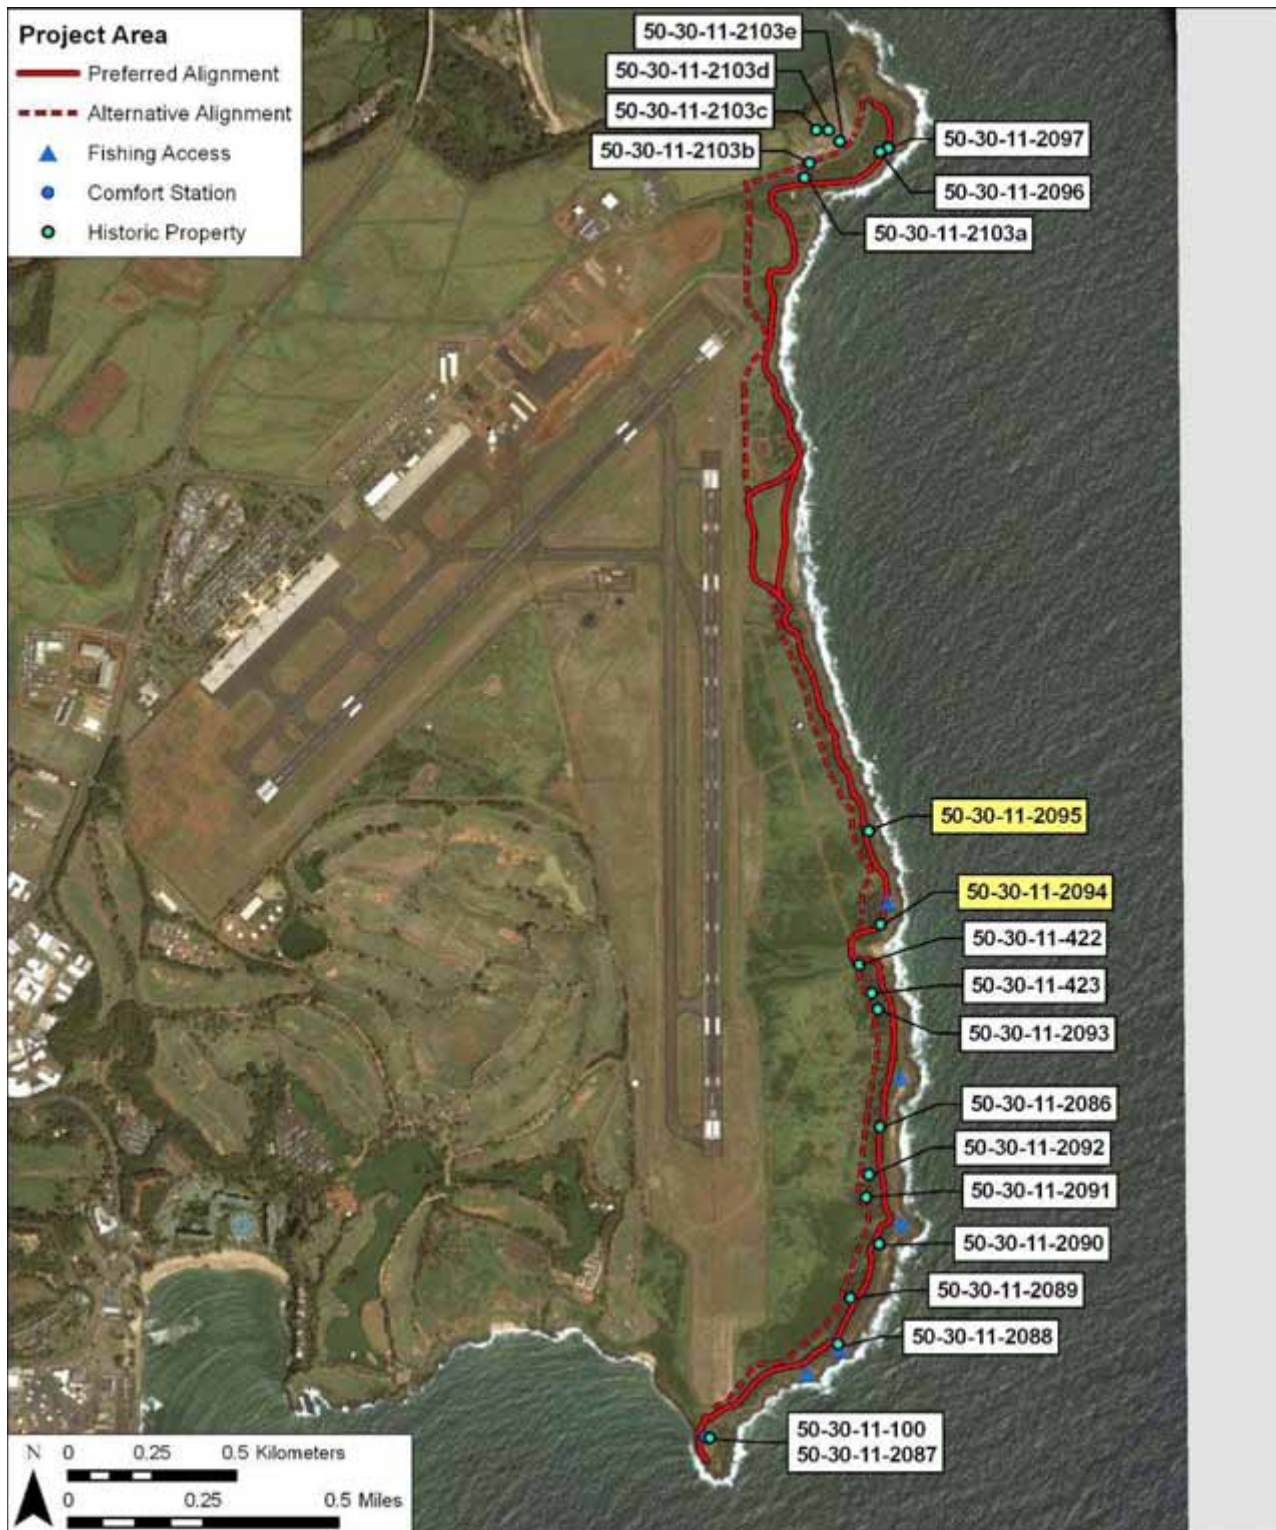 Project Area
Preferred Alignment
Alternative Alignment
Fishing Access
Comfort Station
Historic Property
50-30-11-2103e
50-30-11-2103d
50-30-11-2103c
50-30-11-2103b
50-30-11-2097
50-30-11-2096
50-30-11-2103a
50-30-11-2095
50-30-11-2094
50-30-11-422
50-30-11-423
50-30-11-2093
50-30-11-2086
50-30-11-2092
50-30-11-2091
50-30-11-2090
50-30-11-2089
50-30-11-2088
50-30-11-100
50-30-11-2087
N 0 0.25 0.5 Kilometers
0 0.25 0.5 Miles